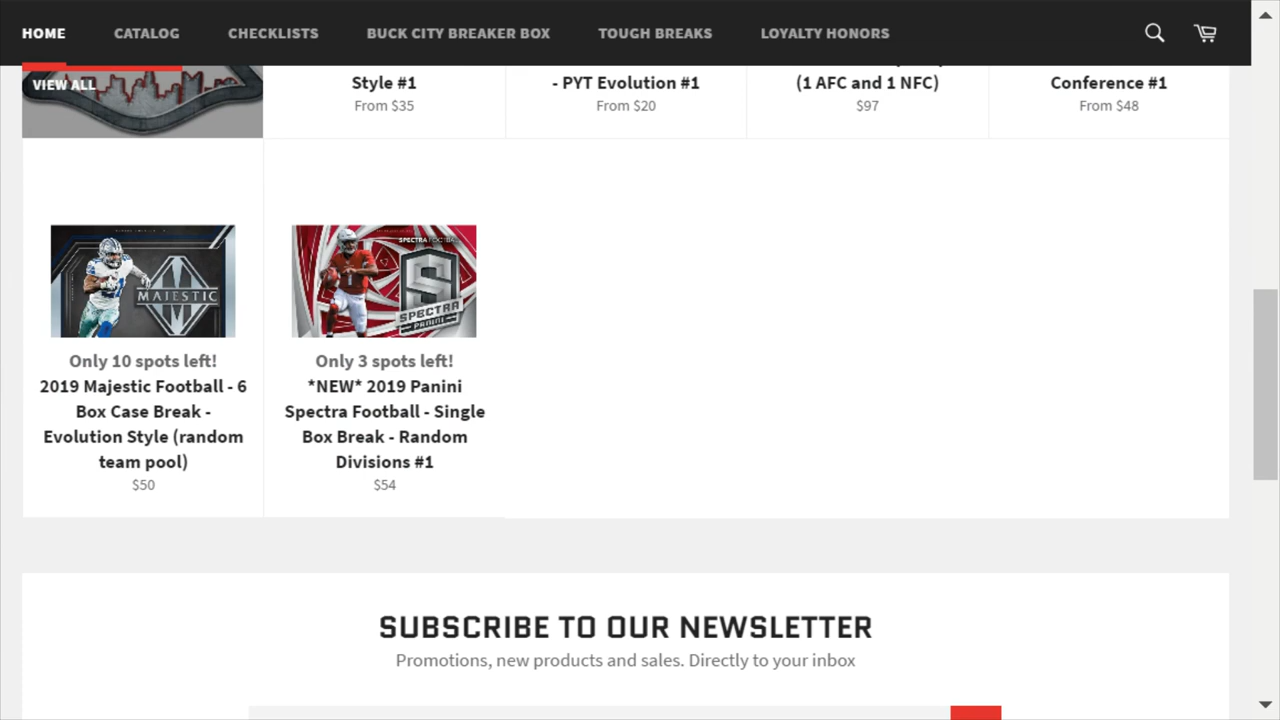 HOME
CATALOG
CHECKLISTS
BUCK CITY BREAKER BOX
TOUGH BREAKS
LOYALTY HONORS
VIEW ALL
Style #1
From $35
- PYT Evolution #1
From $20
(1 AFC and 1 NFC)
$97
Conference #1
From $48
MAJESTIC
Only 10 spots left!
2019 Majestic Football - 6
Box Case Break -
Evolution Style (random
team pool)
$50
SPECTRA FOOTBALL
SPECTRA
PANINI
Only 3 spots left!
*NEW* 2019 Panini
Spectra Football - Single
Box Break - Random
Divisions #1
$54
SUBSCRIBE TO OUR NEWSLETTER
Promotions, new products and sales. Directly to your inbox